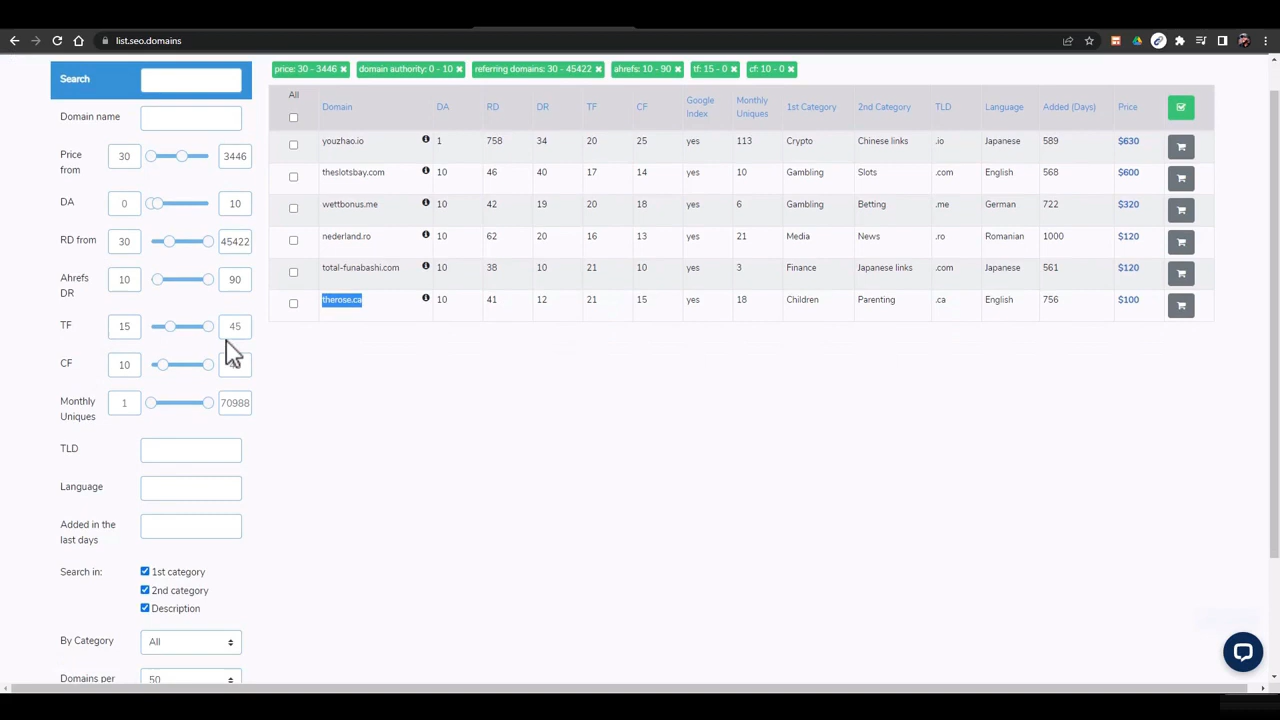 list.seo.domains
Search
Domain name
Price from 30 3446
DA 0 10
RD from 30 45422
Ahrefs DR 10 90
TF 15 45
CF 10
Monthly Uniques 1 70988
TLD
Language
Added in the last days
Search in: 1st category
2nd category
Description
By Category All
Domains per 50
price: 30 - 3446 × domain authority: 0 - 10 × referring domains: 30 - 45422 × ahrefs: 10 - 90 × tf: 15 - 0 × cf: 10 - 0 ×
All Domain DA RD DR TF CF Google Index Monthly Uniques 1st Category 2nd Category TLD Language Added (Days) Price
youzhao.io 1 758 34 20 25 yes 113 Crypto Chinese links .io Japanese 589 $630
theslotsbay.com 10 46 40 17 14 yes 10 Gambling Slots .com English 568 $600
wettbonus.me 10 42 19 20 18 yes 6 Gambling Betting .me German 722 $320
nederland.ro 10 62 20 16 13 yes 21 Media News .ro Romanian 1000 $120
total-funabashi.com 10 38 10 21 10 yes 3 Finance Japanese links .com Japanese 561 $120
therose.ca 10 41 12 21 15 yes 18 Children Parenting .ca English 756 $100